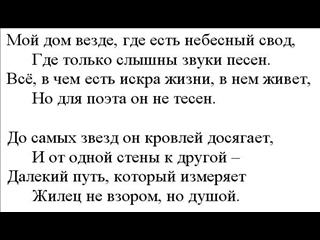 Мой дом везде, где есть небесный свод,
Где только слышны звуки песен.
Всё, в чем есть искра жизни, в нем живет,
Но для поэта он не тесен.
До самых звезд он кровлей досягает,
И от одной стены к другой –
Далекий путь, который измеряет
Жилец не взором, но душой.